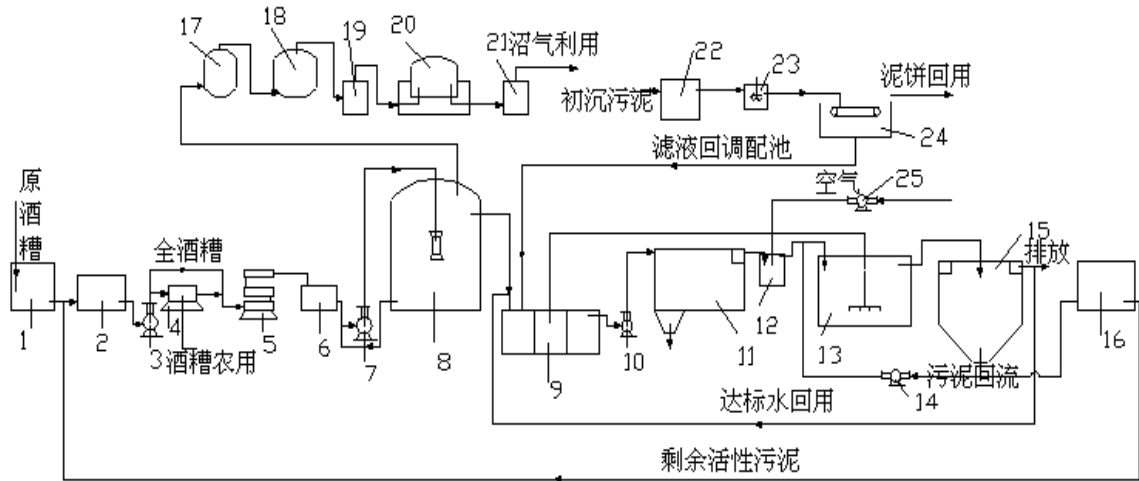 17
18
19
20
21沼气利用
22
23
初沉污泥
泥饼回用
24
滤液回调配池
原
酒
糟
全酒糟
空气
25
15
排放
1
2
3
4
5
6
7
8
9
10
11
12
13
14
16
酒糟农用
污泥回流
达标水回用
剩余活性污泥